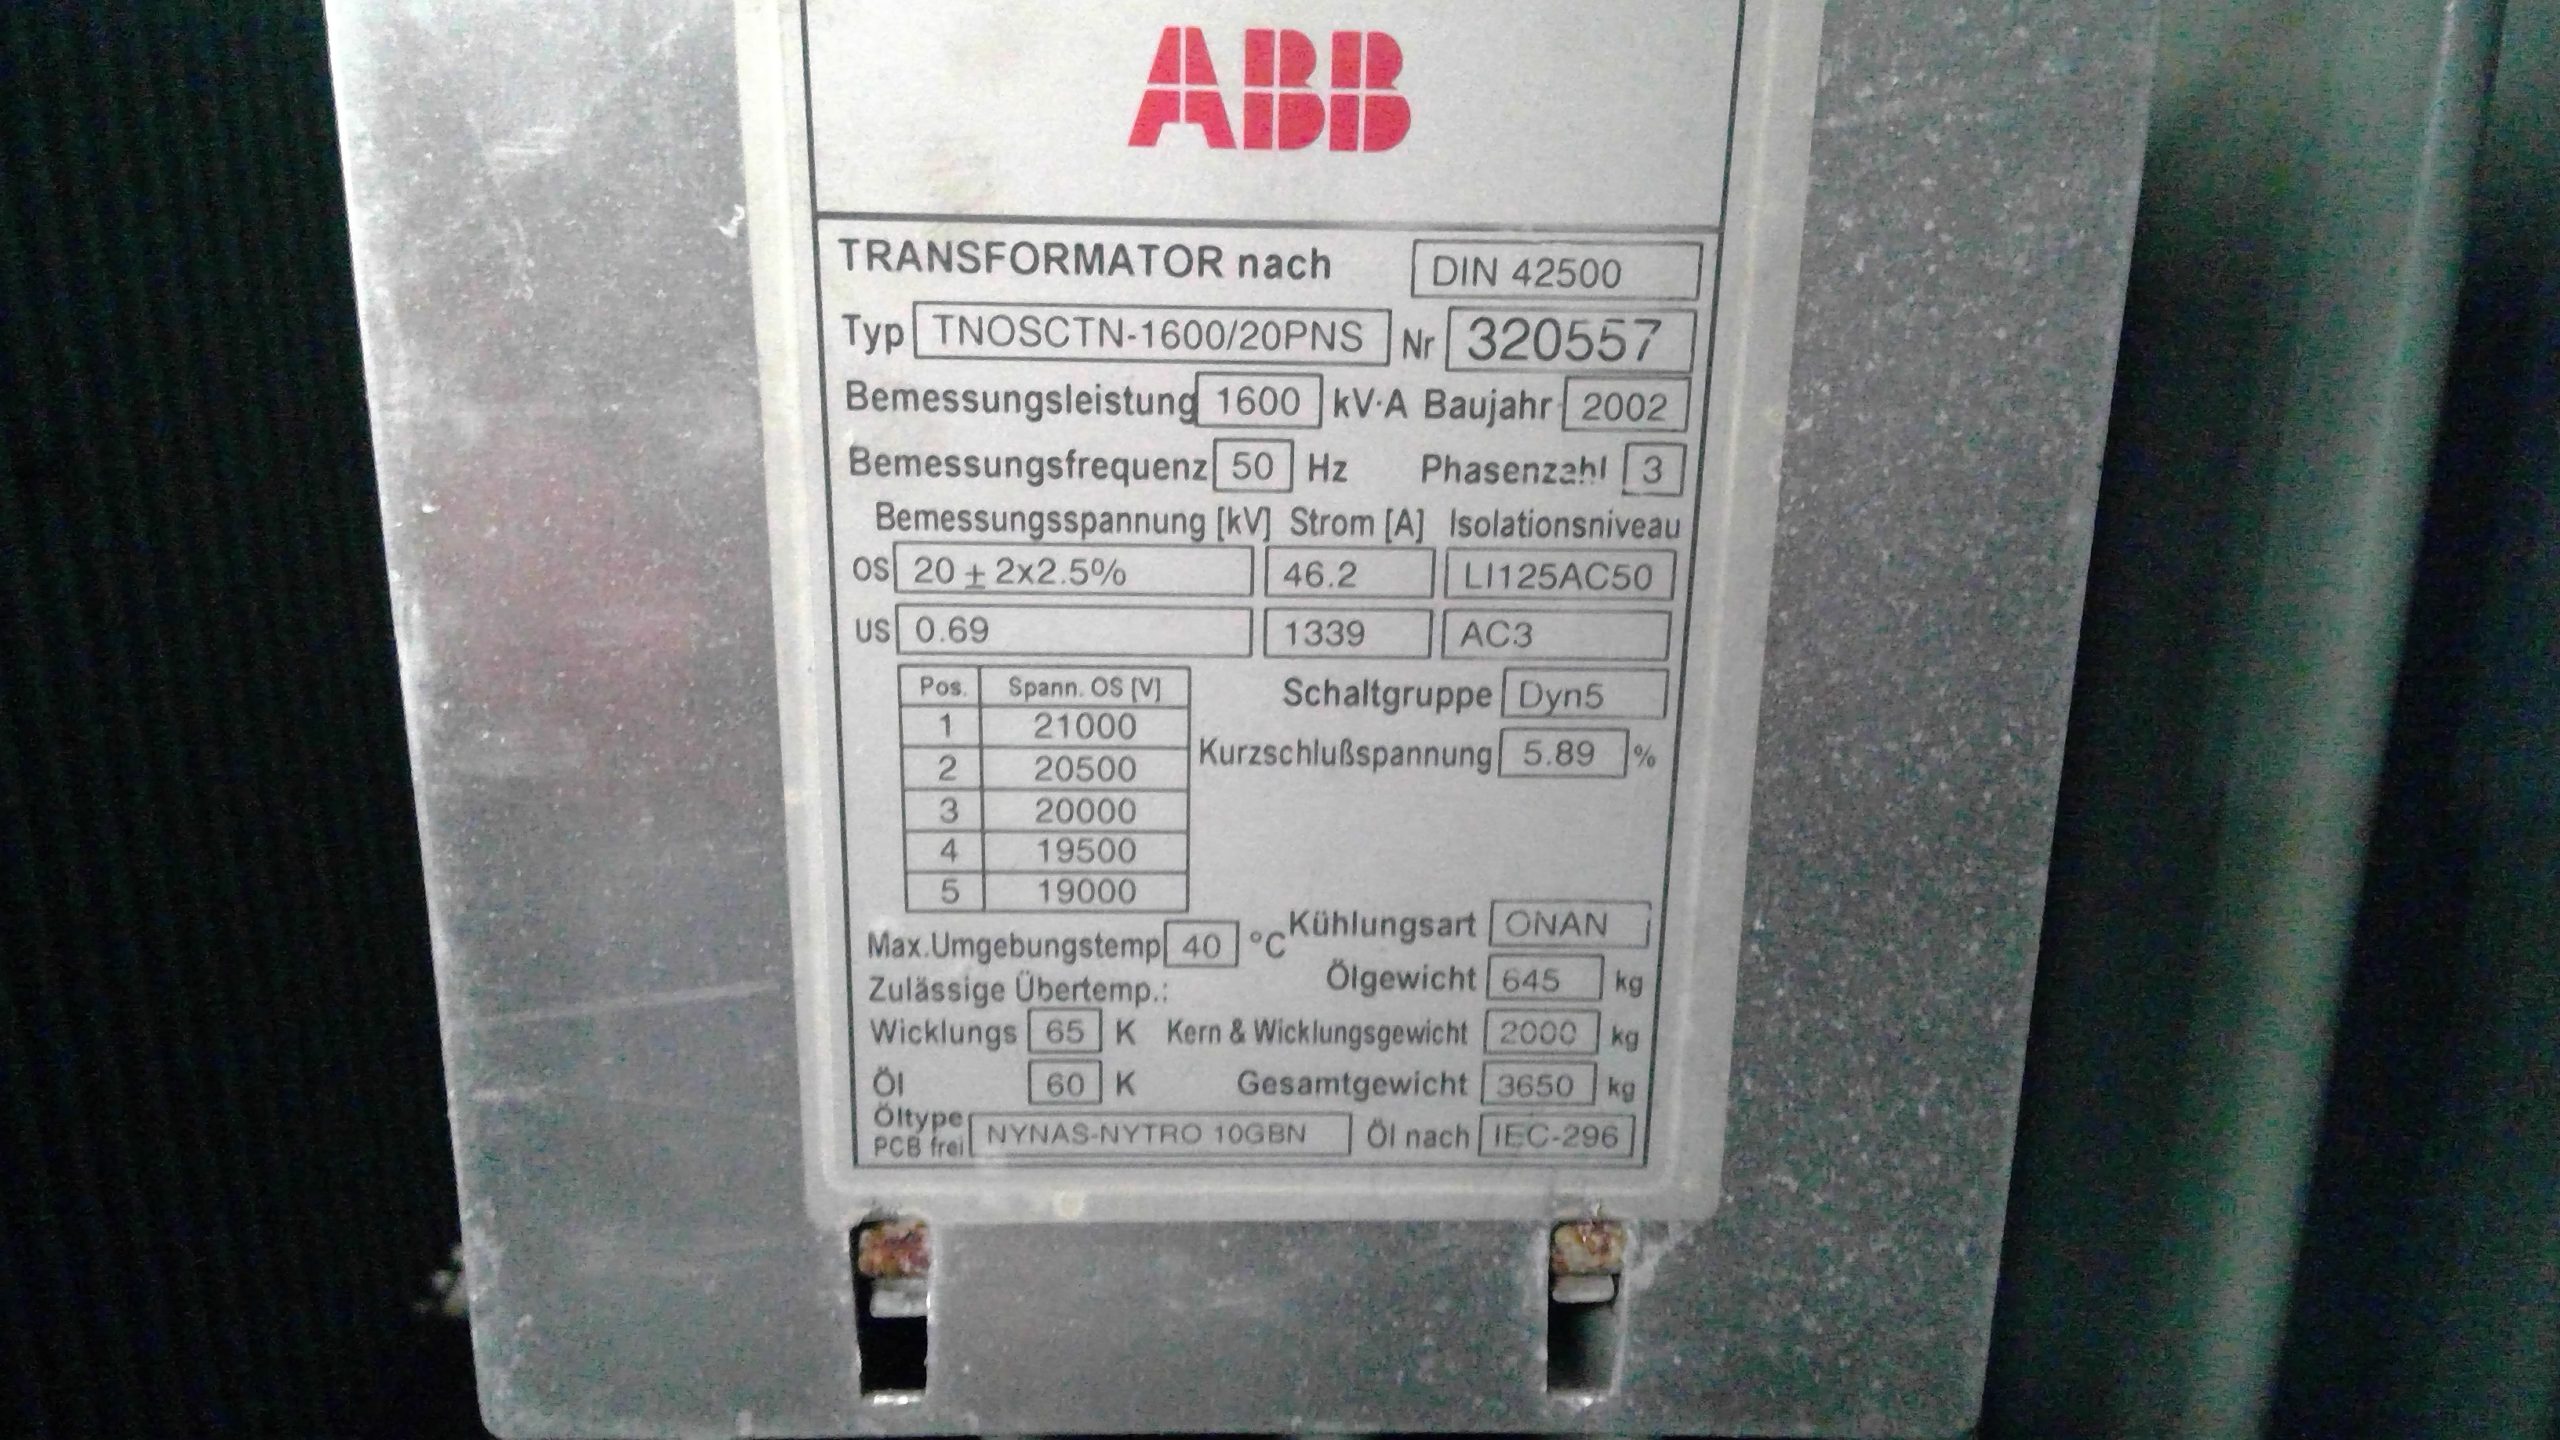 ABB
TRANSFORMATOR nach DIN 42500
Typ TNOSCTN-1600/20PNS Nr 320557
Bemessungsleistung 1600 kV·A Baujahr 2002
Bemessungsfrequenz 50 Hz Phasenzahl 3
Bemessungsspannung [kV] Strom [A] Isolationsniveau
OS 20 ± 2x2.5% 46.2 LI125AC50
US 0.69 1339 AC3
Pos. Spann. OS [V]
1 21000
2 20500
3 20000
4 19500
5 19000
Schaltgruppe Dyn5
Kurzschlußspannung 5.89 %
Max.Umgebungstemp 40 °C
Zulässige Übertemp.:
Wicklungs 65 K
Öl 60 K
Kühlungsart ONAN
Ölgewicht 645 kg
Kern & Wicklungsgewicht 2000 kg
Gesamtgewicht 3650 kg
Öltype
PCB frei NYNAS-NYTRO 10GBN Öl nach IEC-296